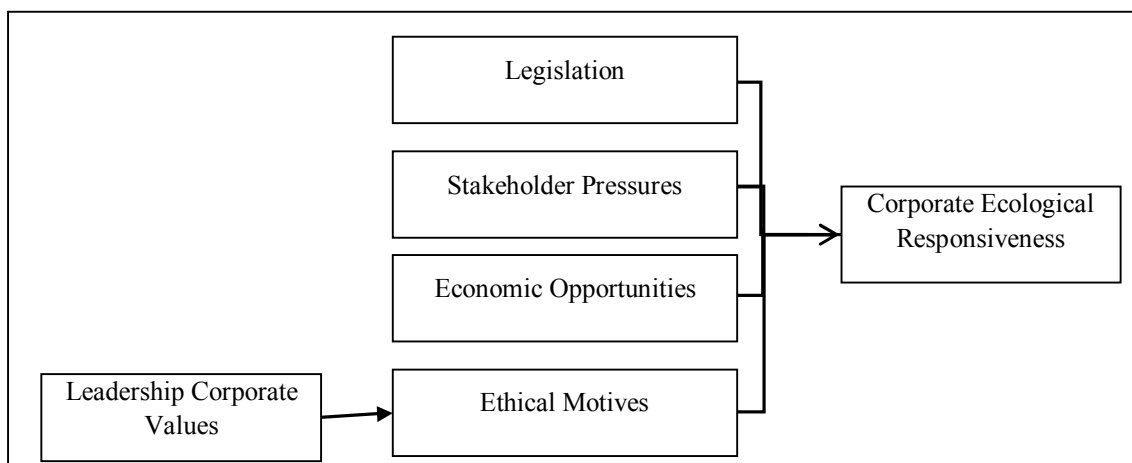 Legislation
Stakeholder Pressures
Corporate Ecological
Responsiveness
Economic Opportunities
Leadership Corporate
Values
Ethical Motives